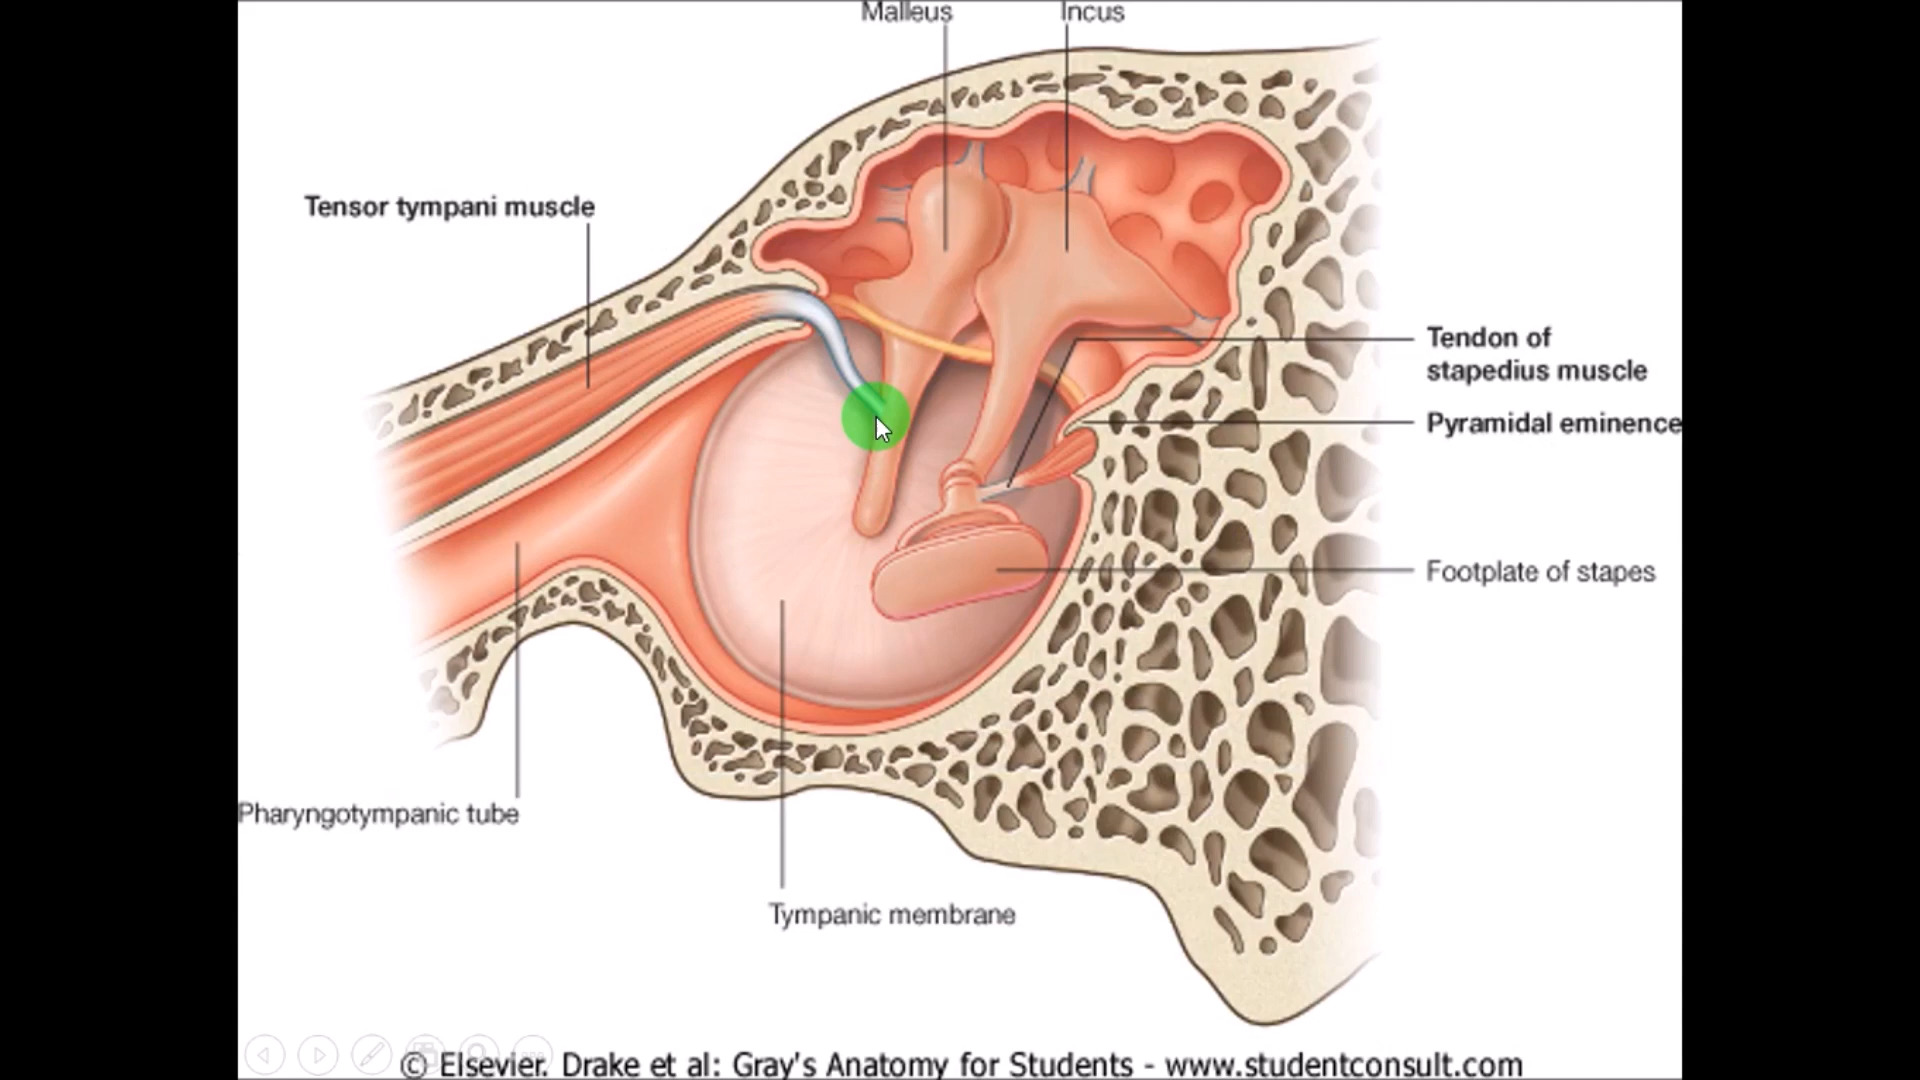 Malleus
Incus
Tensor tympani muscle
Tendon of
stapedius muscle
Pyramidal eminence
Footplate of stapes
Pharyngotympanic tube
Tympanic membrane
© Elsevier. Drake et al: Gray's Anatomy for Students - www.studentconsult.com